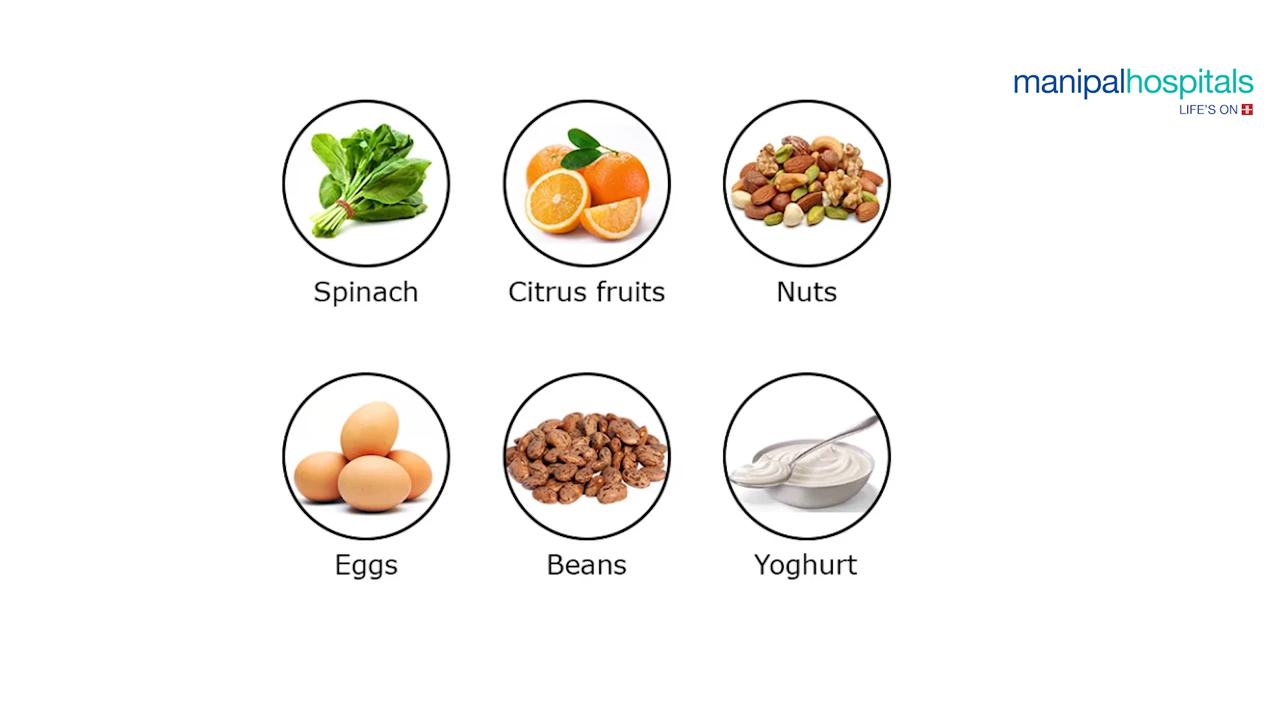 manipalhospitals
LIFE'S ON
Spinach
Citrus fruits
Nuts
Eggs
Beans
Yoghurt